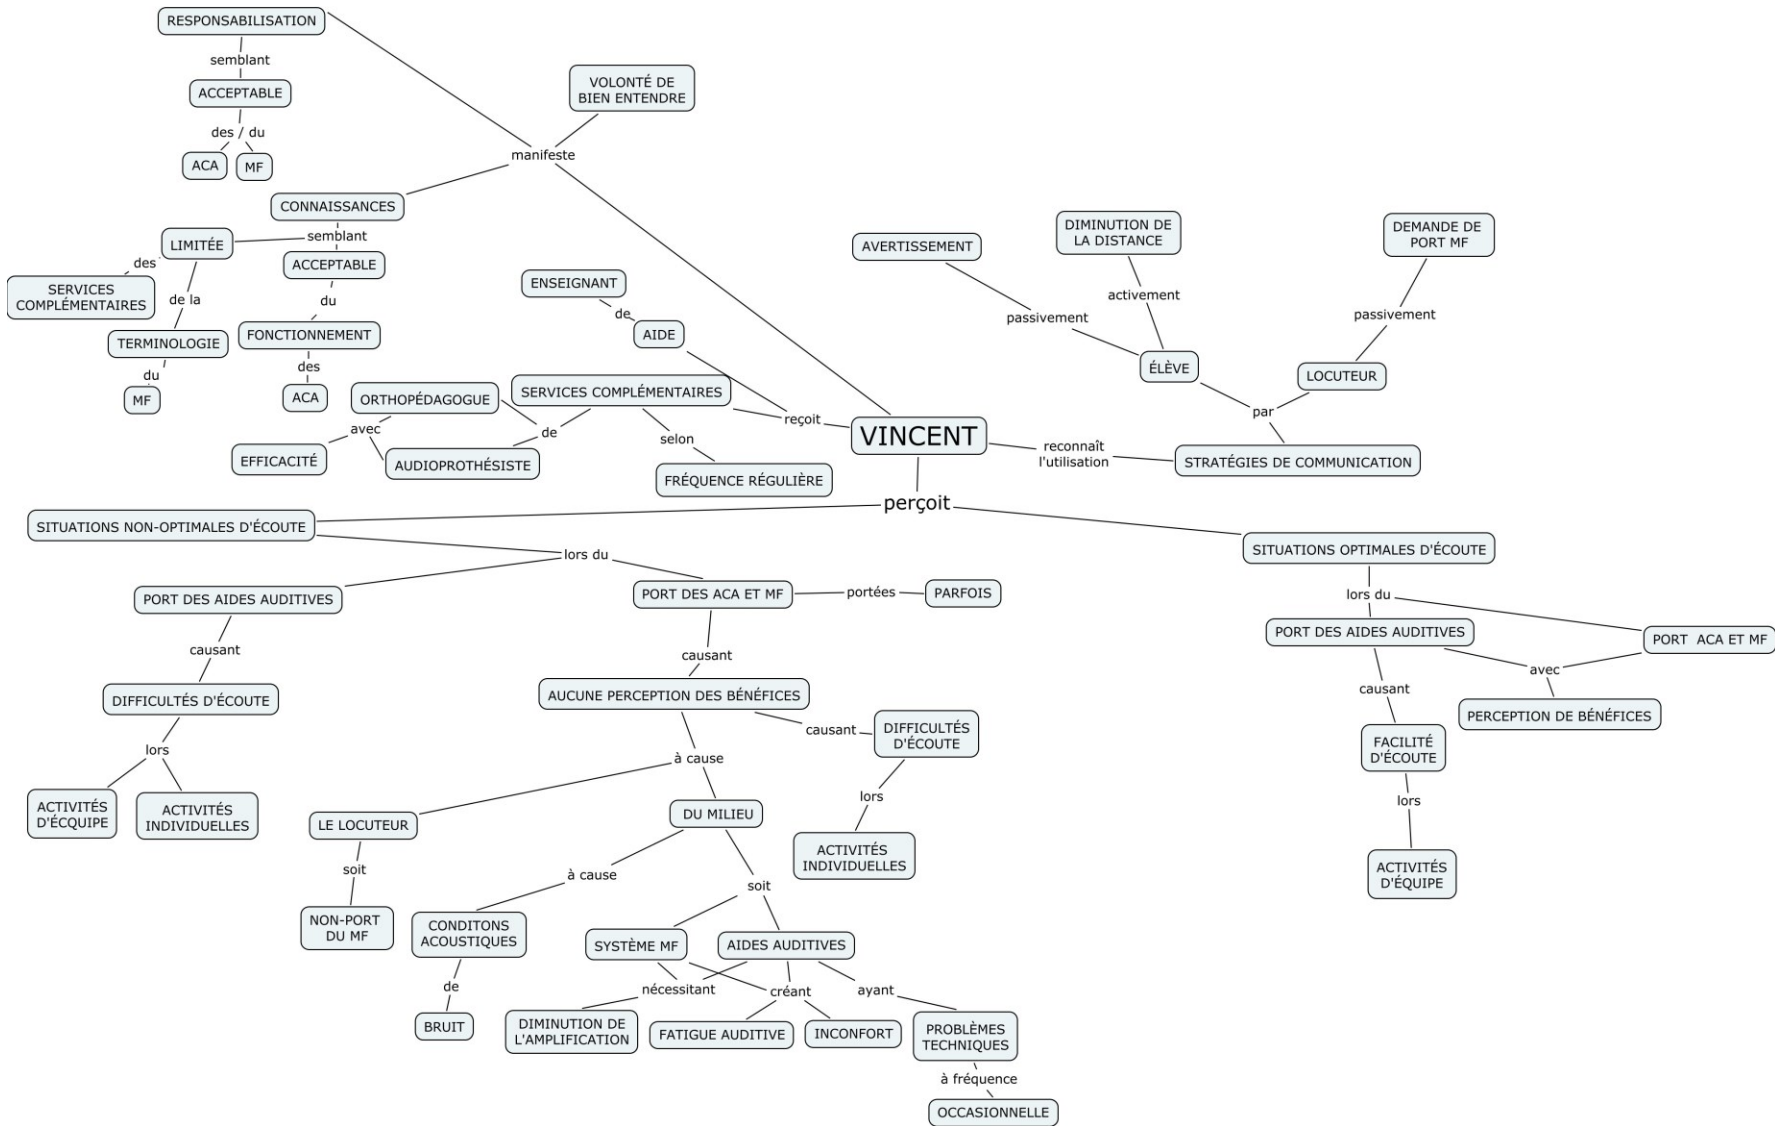 RESPONSABILISATION
semblant
ACCEPTABLE
des / du
ACA
MF
VOLONTÉ DE
BIEN ENTENDRE
manifeste
CONNAISSANCES
semblant
LIMITÉE
des
SERVICES
COMPLÉMENTAIRES
de la
TERMINOLOGIE
du
MF
ACCEPTABLE
du
FONCTIONNEMENT
des
ACA
ENSEIGNANT
de
AIDE
SERVICES COMPLÉMENTAIRES
reçoit
ORTHOPÉDAGOGUE
avec
de
EFFICACITÉ
AUDIOPROTHÉSISTE
selon
FRÉQUENCE RÉGULIÈRE
VINCENT
AVERTISSEMENT
passivement
DIMINUTION DE
LA DISTANCE
activement
DEMANDE DE
PORT MF
passivement
ÉLÈVE
LOCUTEUR
par
reconnaît
l'utilisation
STRATÉGIES DE COMMUNICATION
perçoit
SITUATIONS NON-OPTIMALES D'ÉCOUTE
lors du
PORT DES AIDES AUDITIVES
causant
DIFFICULTÉS D'ÉCOUTE
lors
ACTIVITÉS
D'ÉCQUIPE
ACTIVITÉS
INDIVIDUELLES
PORT DES ACA ET MF
portées
PARFOIS
causant
AUCUNE PERCEPTION DES BÉNÉFICES
causant
DIFFICULTÉS
D'ÉCOUTE
lors
ACTIVITÉS
INDIVIDUELLES
à cause
LE LOCUTEUR
soit
NON-PORT
DU MF
DU MILIEU
à cause
CONDITONS
ACOUSTIQUES
de
BRUIT
soit
SYSTÈME MF
AIDES AUDITIVES
nécessitant
créant
ayant
DIMINUTION DE
L'AMPLIFICATION
FATIGUE AUDITIVE
INCONFORT
PROBLÈMES
TECHNIQUES
à fréquence
OCCASIONNELLE
SITUATIONS OPTIMALES D'ÉCOUTE
lors du
PORT DES AIDES AUDITIVES
PORT ACA ET MF
avec
causant
PERCEPTION DE BÉNÉFICES
FACILITÉ
D'ÉCOUTE
lors
ACTIVITÉS
D'ÉQUIPE